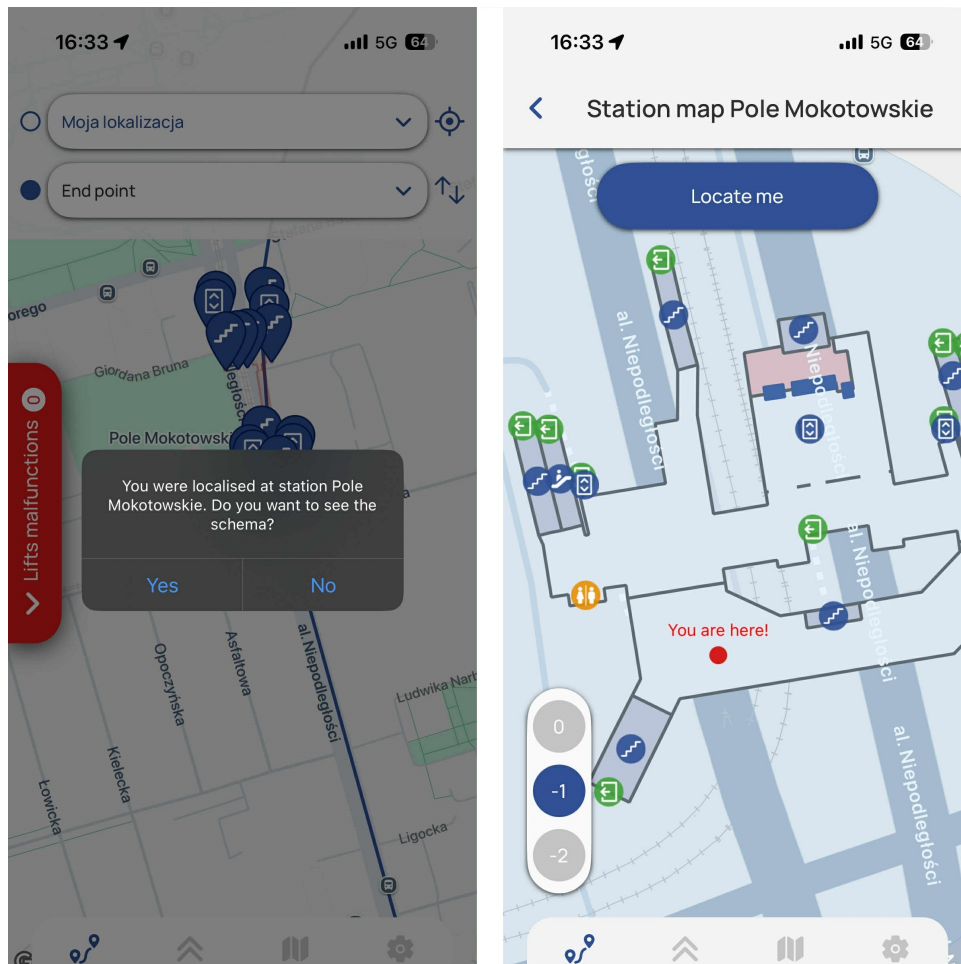 16:33
5G 64
Moja lokalizacja
End point
orego
Giordana Bruna
Pole Mokotowski
Lifts malfunctions 0
You were localised at station Pole
Mokotowskie. Do you want to see the
schema?
Yes
No
al. Niepodległości
Asfaltowa
Opoczyńska
Kielecka
Łowicka
Ludwika Narb
Ligocka
16:33
5G 64
Station map Pole Mokotowskie
Locate me
al. Niepodległości
Niepodległości
al. Niepodległości
You are here!
0
-1
-2
al. Niepodległości